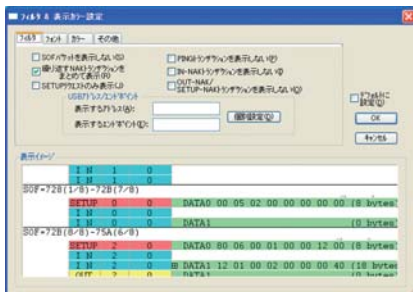 フィルタ A 表示カラー設定
フィルタ フォント カラー その他
SOFパケットを表示しない(S)
繰り返すNAKトランザクションを
まとめて表示(R)
SETUPリクエストのみ表示(J)
PINGトランザクションを表示しない(P)
IN-NAKトランザクションを表示しない(I)
OUT-NAK/
SETUP-NAKトランザクションを表示しない(O)
USBアドレス/エンドポイント
表示するアドレス(A):
表示するエンドポイント(E):
個別設定(D)
デフォルトに
設定(D)
OK
キャンセル
表示イメージ
I N 1 0
I N 1 0
SOF=728(1/8)-72B(7/8)
SETUP 0 0 DATA0 00 05 02 00 00 00 00 00 (8 bytes)
I N 0 0
I N 0 0 DATA1 (0 bytes)
SOF=72B(8/8)-75A(6/8)
SETUP 2 0 DATA0 80 06 00 01 00 00 12 00 (8 bytes)
I N 2 0
I N 2 0 DATA1 12 01 00 02 00 00 00 40 (18 bytes)
OUT 2 0 DATA1 (0 bytes)